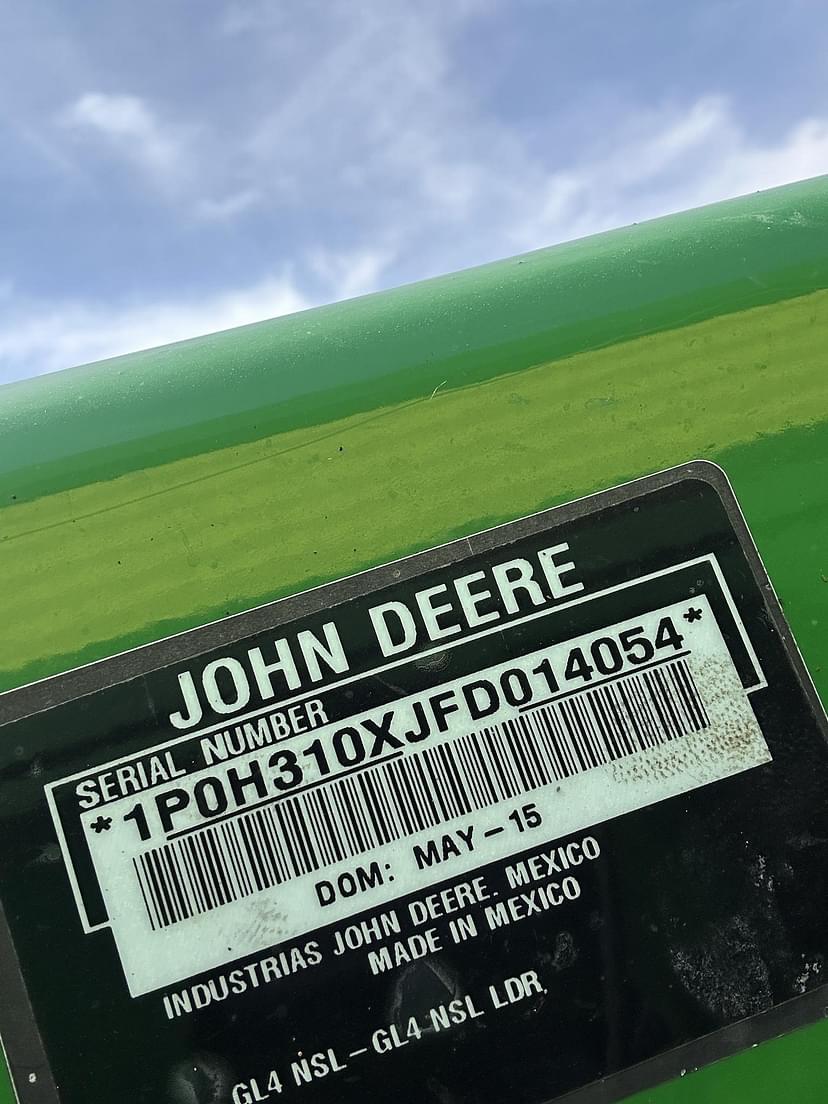 JOHN DEERE
SERIAL NUMBER
*1P0H310XJFD014054*
DOM: MAY-15
INDUSTRIAS JOHN DEERE. MEXICO
MADE IN MEXICO
GL4 NSL-GL4 NSL LDR,